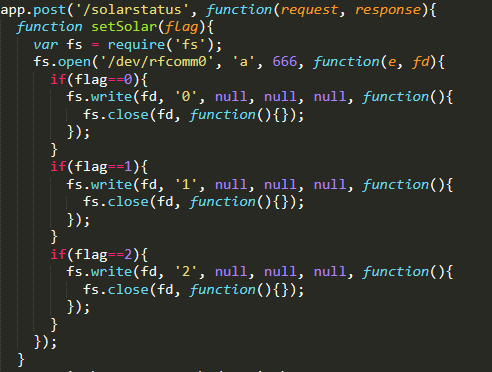 app.post('/solarstatus', function(request, response){
  function setSolar(flag){
    var fs = require('fs');
    fs.open('/dev/rfcomm0', 'a', 666, function(e, fd){
      if(flag==0){
        fs.write(fd, '0', null, null, null, function(){
          fs.close(fd, function(){});
        });
      }
      if(flag==1){
        fs.write(fd, '1', null, null, null, function(){
          fs.close(fd, function(){});
        });
      }
      if(flag==2){
        fs.write(fd, '2', null, null, null, function(){
          fs.close(fd, function(){});
        });
      }
    });
  }